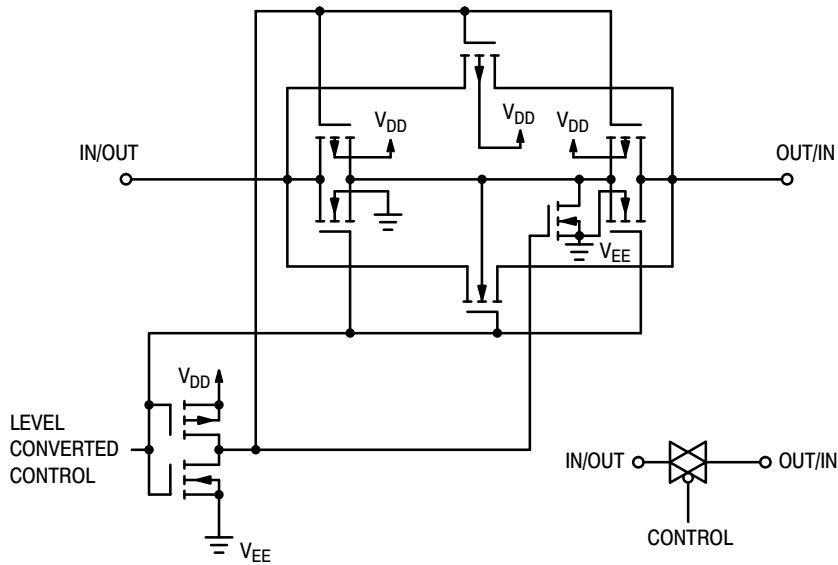 V_DD
V_DD
V_DD
IN/OUT
OUT/IN
V_EE
V_DD
LEVEL
CONVERTED
CONTROL
IN/OUT
OUT/IN
CONTROL
V_EE